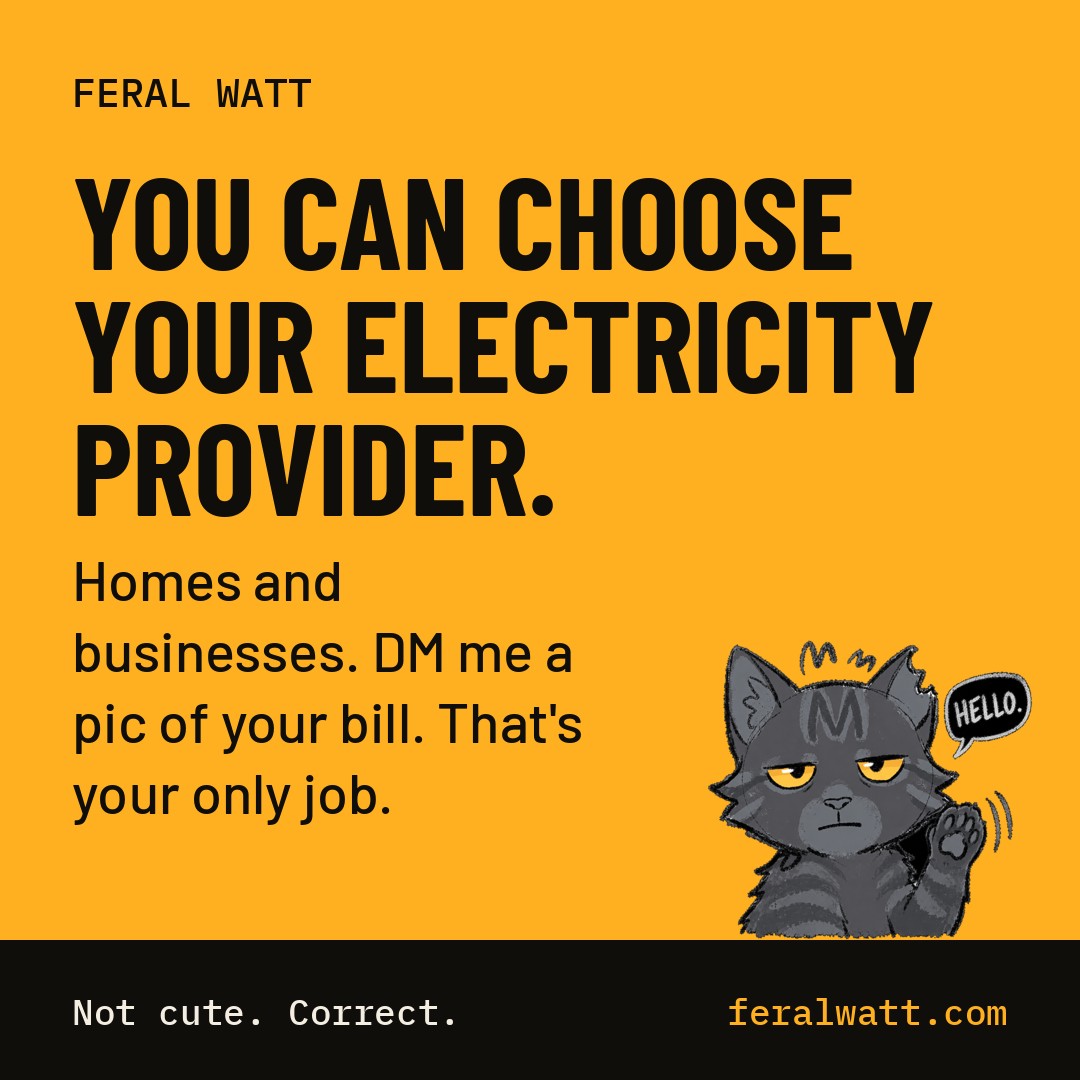 FERAL WATT
YOU CAN CHOOSE
YOUR ELECTRICITY
PROVIDER.
Homes and
businesses. DM me a
pic of your bill. That's
your only job.
M
HELLO.
Not cute. Correct.
feralwatt.com